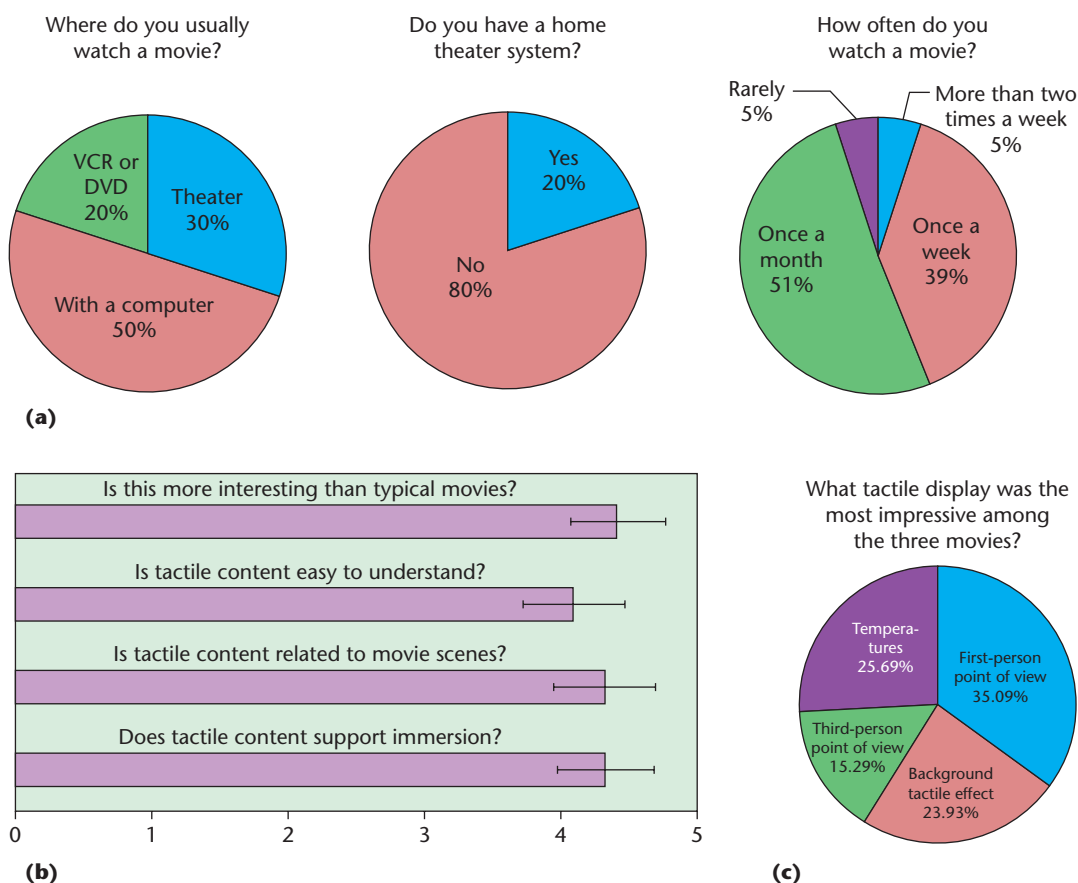 Where do you usually
watch a movie?
VCR or
DVD
20%
Theater
30%
With a computer
50%
Do you have a home
theater system?
Yes
20%
No
80%
How often do you
watch a movie?
Rarely
5%
More than two
times a week
5%
Once a
month
51%
Once a
week
39%
(a)
Is this more interesting than typical movies?
Is tactile content easy to understand?
Is tactile content related to movie scenes?
Does tactile content support immersion?
0 1 2 3 4 5
(b)
What tactile display was the
most impressive among
the three movies?
Tempera-
tures
25.69%
First-person
point of view
35.09%
Third-person
point of view
15.29%
Background
tactile effect
23.93%
(c)